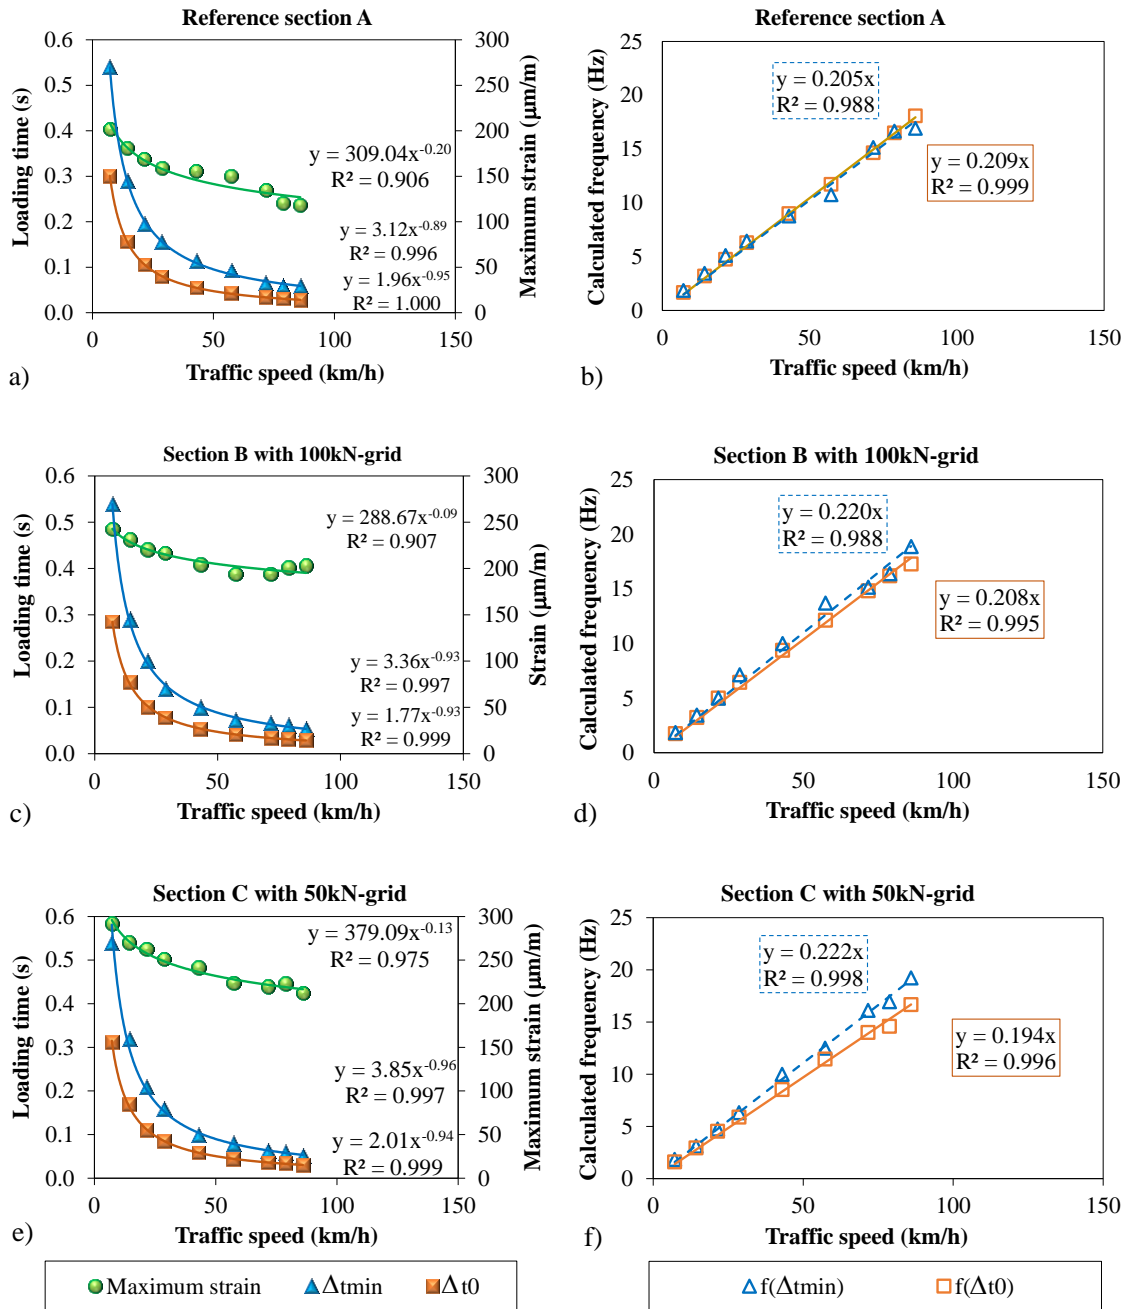 Reference section A
0.6
0.5
0.4
0.3
0.2
0.1
0.0
Loading time (s)
300
250
200
150
100
50
0
Maximum strain (μm/m)
y = 309.04x^-0.20
R² = 0.906
y = 3.12x^-0.89
R² = 0.996
y = 1.96x^-0.95
R² = 1.000
0 50 100 150
Traffic speed (km/h)
a)
Reference section A
25
20
15
10
5
0
Calculated frequency (Hz)
y = 0.205x
R² = 0.988
y = 0.209x
R² = 0.999
0 50 100 150
Traffic speed (km/h)
b)
Section B with 100kN-grid
0.6
0.5
0.4
0.3
0.2
0.1
0.0
Loading time (s)
300
250
200
150
100
50
0
Strain (μm/m)
y = 288.67x^-0.09
R² = 0.907
y = 3.36x^-0.93
R² = 0.997
y = 1.77x^-0.93
R² = 0.999
0 50 100 150
Traffic speed (km/h)
c)
Section B with 100kN-grid
25
20
15
10
5
0
Calculated frequency (Hz)
y = 0.220x
R² = 0.988
y = 0.208x
R² = 0.995
0 50 100 150
Traffic speed (km/h)
d)
Section C with 50kN-grid
0.6
0.5
0.4
0.3
0.2
0.1
0.0
Loading time (s)
300
250
200
150
100
50
0
Maximum strain (μm/m)
y = 379.09x^-0.13
R² = 0.975
y = 3.85x^-0.96
R² = 0.997
y = 2.01x^-0.94
R² = 0.999
0 50 100 150
Traffic speed (km/h)
e)
Section C with 50kN-grid
25
20
15
10
5
0
Calculated frequency (Hz)
y = 0.222x
R² = 0.998
y = 0.194x
R² = 0.996
0 50 100 150
Traffic speed (km/h)
f)
Maximum strain Δtmin Δt0
f(Δtmin) f(Δt0)